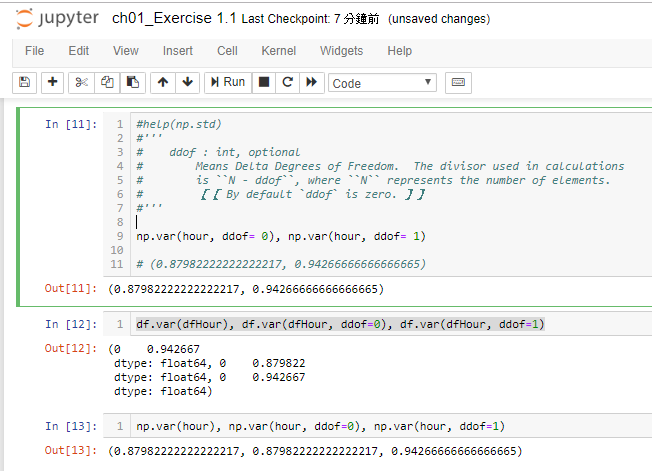 jupyter ch01_Exercise 1.1 Last Checkpoint: 7 分鐘前 (unsaved changes)
File Edit View Insert Cell Kernel Widgets Help
Run Code
In [11]: 1 #help(np.std)
2 #'''
3 # ddof : int, optional
4 # Means Delta Degrees of Freedom. The divisor used in calculations
5 # is ``N - ddof``, where ``N`` represents the number of elements.
6 # [ [ By default `ddof` is zero. ] ]
7 #'''
8
9 np.var(hour, ddof= 0), np.var(hour, ddof= 1)
10
11 # (0.87982222222222217, 0.94266666666666665)
Out[11]: (0.87982222222222217, 0.94266666666666665)
In [12]: 1 df.var(dfHour), df.var(dfHour, ddof=0), df.var(dfHour, ddof=1)
Out[12]: (0 0.942667
dtype: float64, 0 0.879822
dtype: float64, 0 0.942667
dtype: float64)
In [13]: 1 np.var(hour), np.var(hour, ddof=0), np.var(hour, ddof=1)
Out[13]: (0.87982222222222217, 0.87982222222222217, 0.94266666666666665)